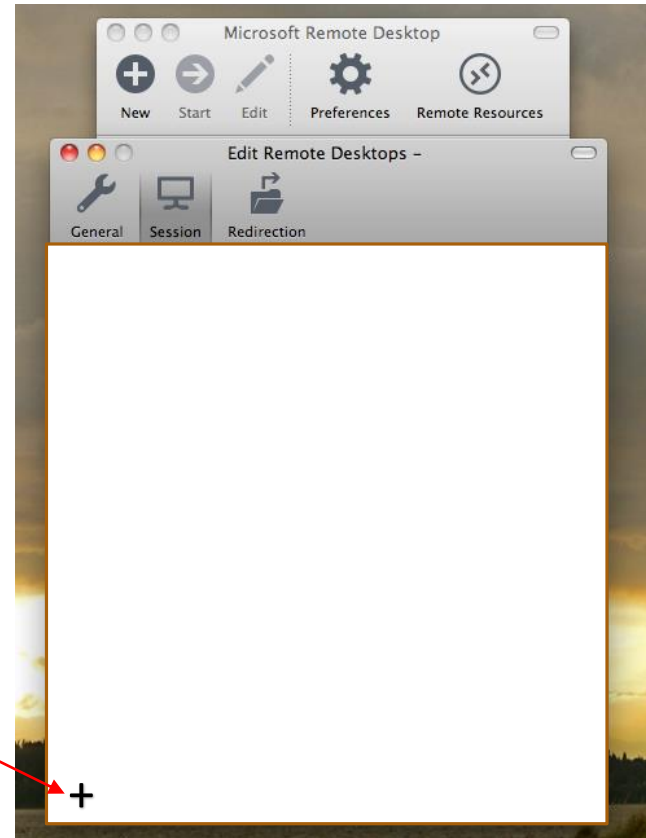 Microsoft Remote Desktop
New Start Edit Preferences Remote Resources
Edit Remote Desktops –
General Session Redirection